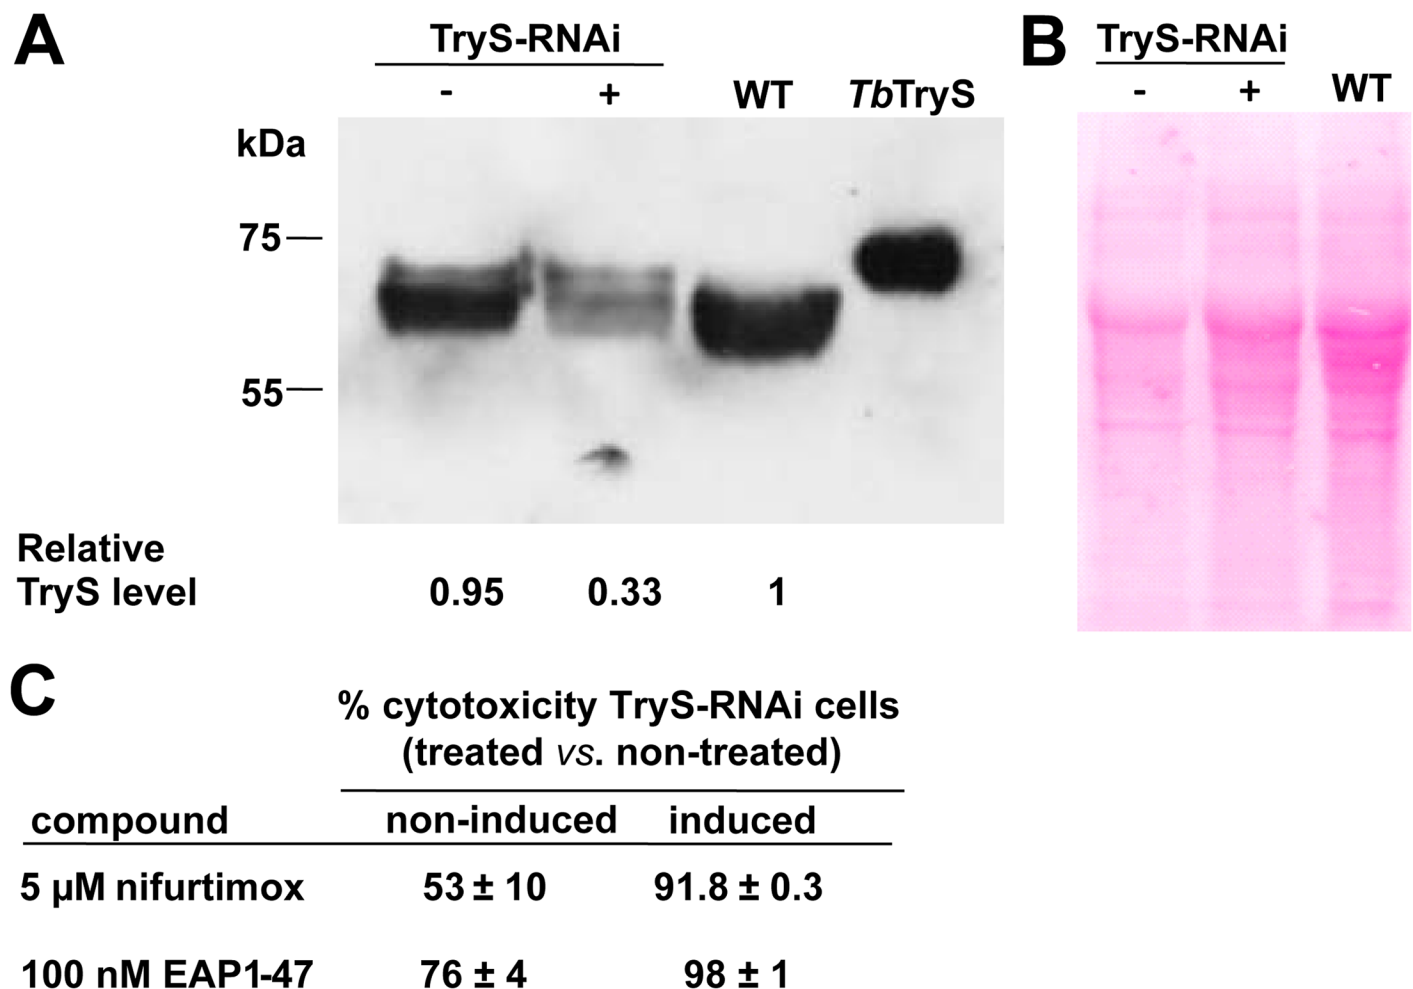 A
TryS-RNAi
- + WT TbTryS
kDa
75
55
Relative
TryS level 0.95 0.33 1
B
TryS-RNAi
- + WT
C
% cytotoxicity TryS-RNAi cells
(treated vs. non-treated)
compound non-induced induced
5 µM nifurtimox 53 ± 10 91.8 ± 0.3
100 nM EAP1-47 76 ± 4 98 ± 1